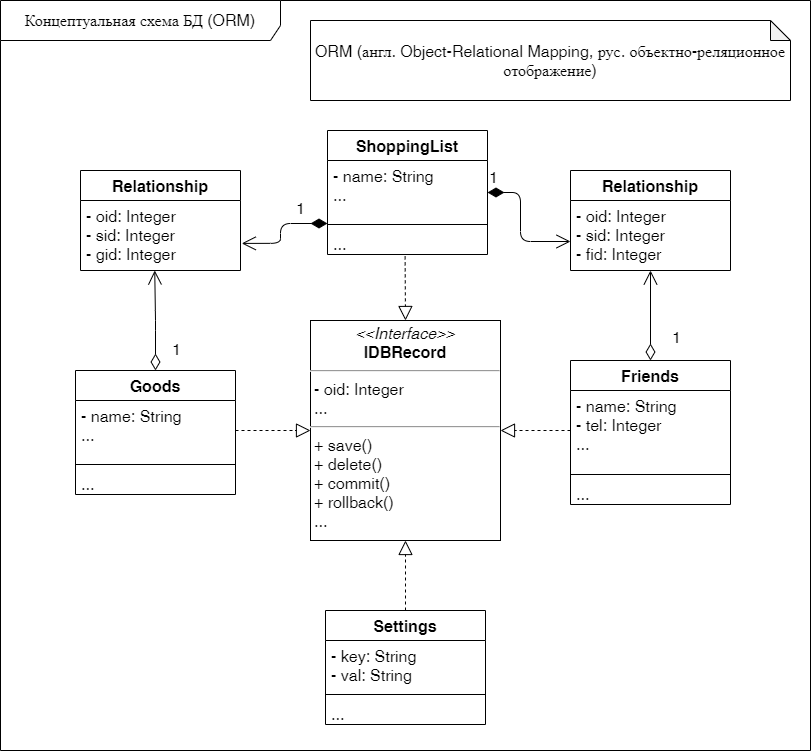 Концептуальная схема БД (ORM)
ORM (англ. Object-Relational Mapping, рус. объектно-реляционное
отображение)
ShoppingList
- name: String
...
...
1
1
Relationship
- oid: Integer
- sid: Integer
- gid: Integer
Relationship
- oid: Integer
- sid: Integer
- fid: Integer
1
1
<<Interface>>
IDBRecord
- oid: Integer
...
+ save()
+ delete()
+ commit()
+ rollback()
...
Goods
- name: String
...
...
Friends
- name: String
- tel: Integer
...
...
Settings
- key: String
- val: String
...